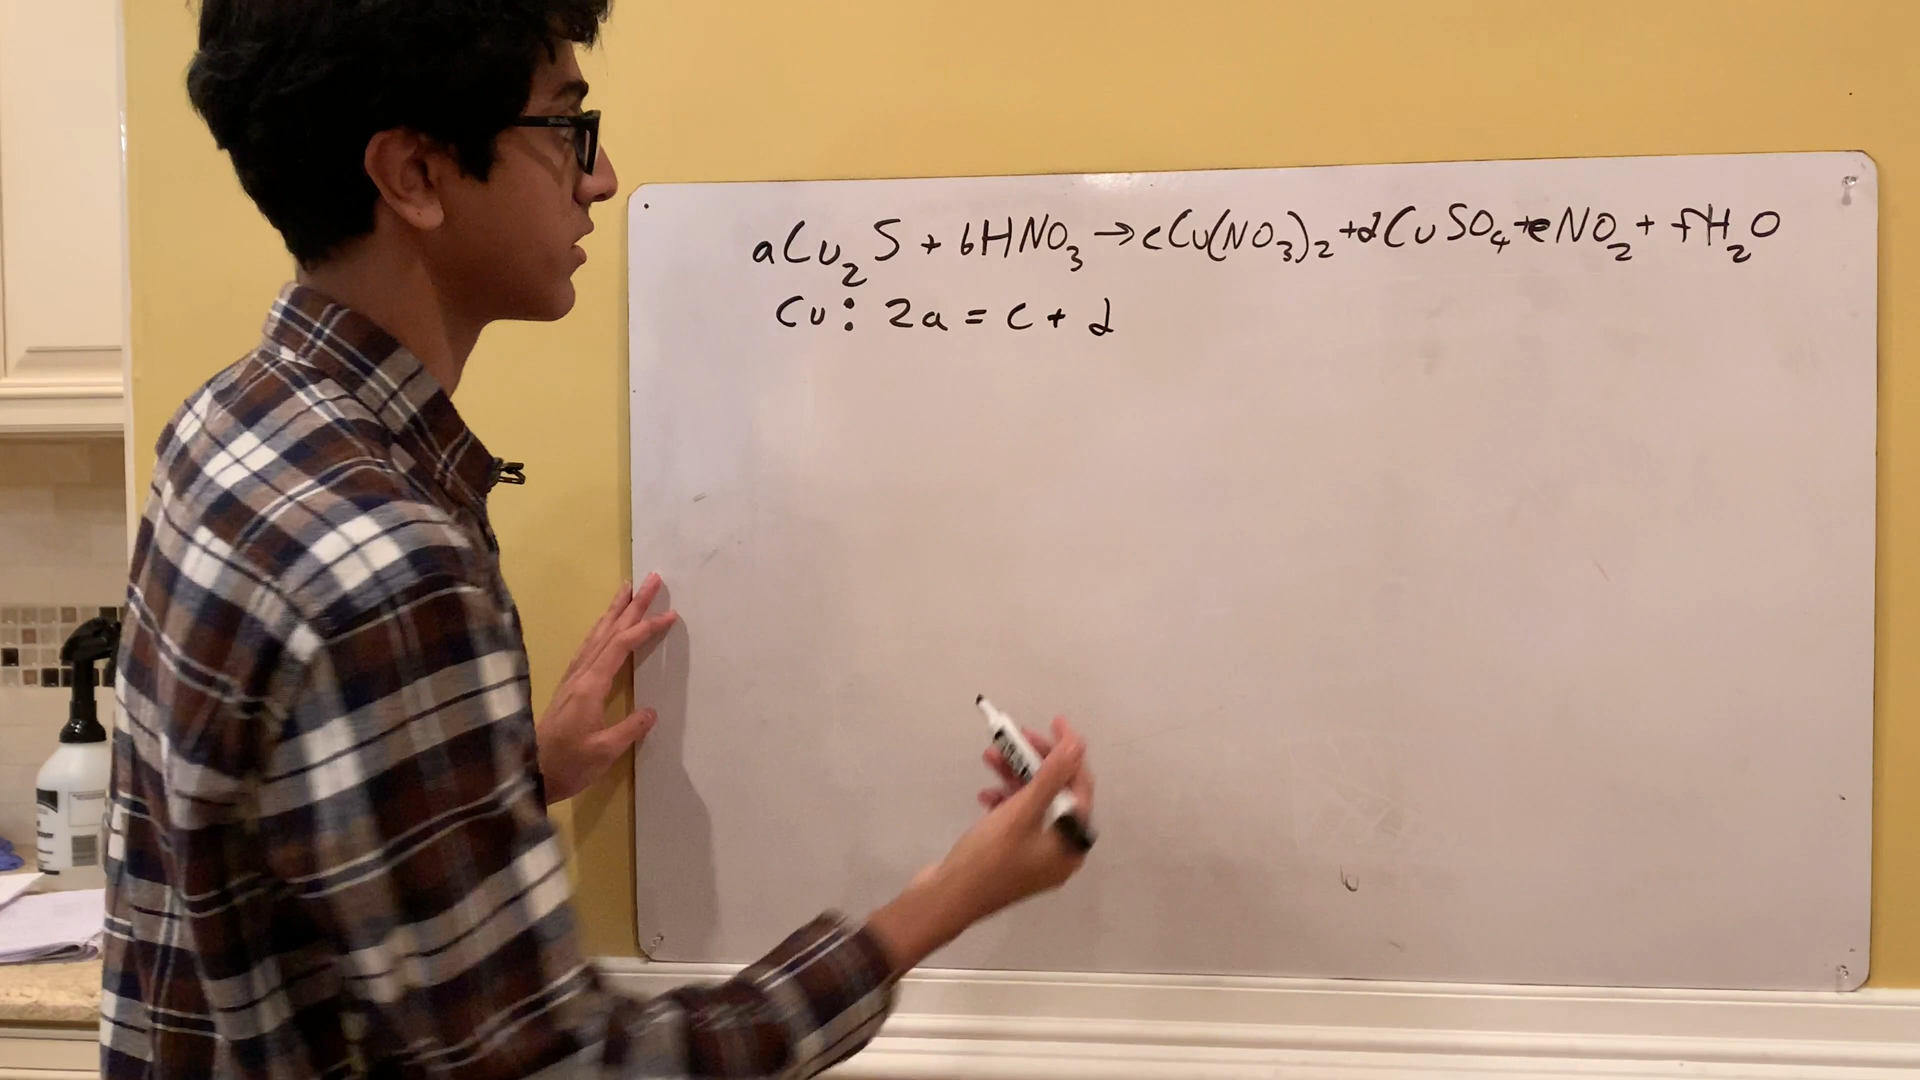 aCu₂S + bHNO₃ → cCu(NO₃)₂ + dCuSO₄ + eNO₂ + fH₂O
Cu: 2a = c + d